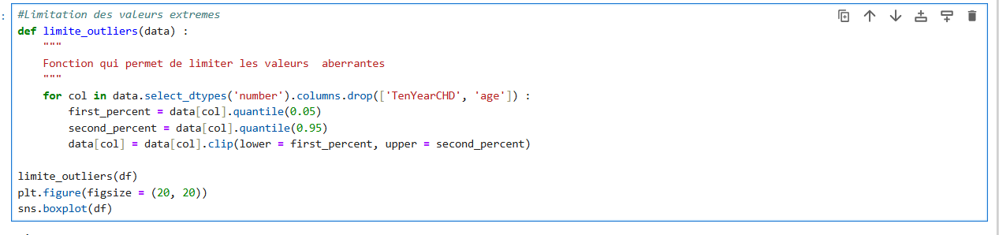 :
#Limitation des valeurs extremes
def limite_outliers(data) :
    """
    Fonction qui permet de limiter les valeurs  aberrantes
    """
    for col in data.select_dtypes('number').columns.drop(['TenYearCHD', 'age']) :
        first_percent = data[col].quantile(0.05)
        second_percent = data[col].quantile(0.95)
        data[col] = data[col].clip(lower = first_percent, upper = second_percent)

limite_outliers(df)
plt.figure(figsize = (20, 20))
sns.boxplot(df)